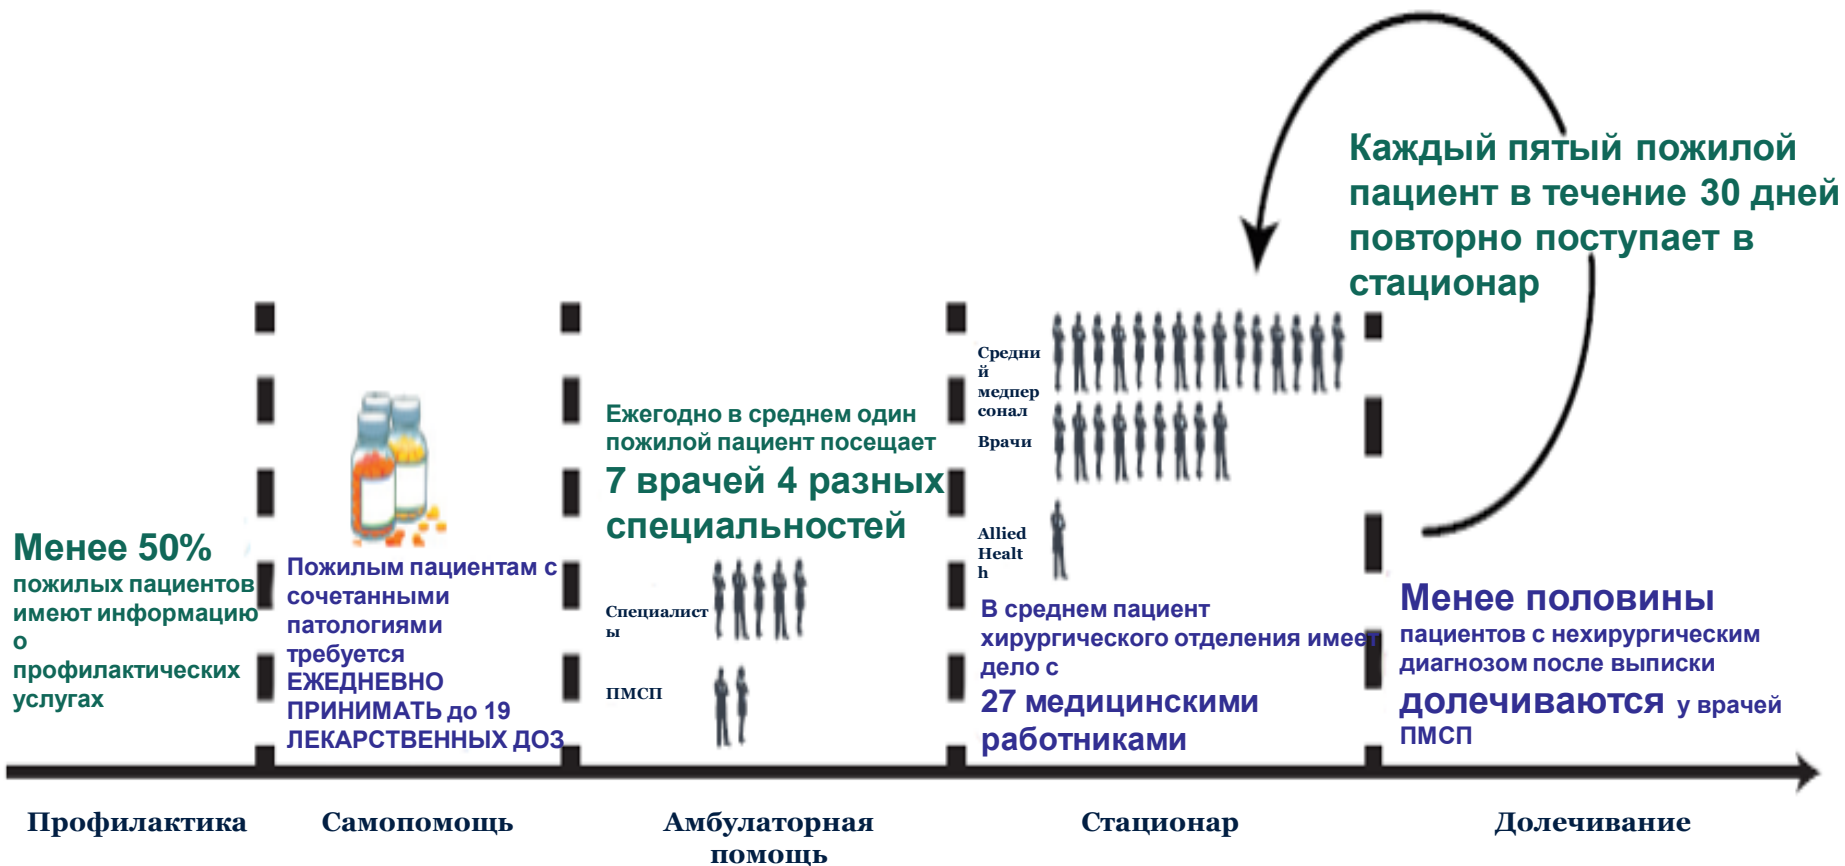 Менее 50%
пожилых пациентов
имеют информацию
о
профилактических
услугах
Пожилым пациентам с
сочетанными
патологиями
требуется
ЕЖЕДНЕВНО
ПРИНИМАТЬ до 19
ЛЕКАРСТВЕННЫХ ДОЗ
Ежегодно в среднем один
пожилой пациент посещает
7 врачей 4 разных
специальностей
Специалист
ы
ПМСП
Средни
й
медпер
сонал
Врачи
Allied
Healt
h
В среднем пациент
хирургического отделения имеет
дело с
27 медицинскими
работниками
Каждый пятый пожилой
пациент в течение 30 дней
повторно поступает в
стационар
Менее половины
пациентов с нехирургическим
диагнозом после выписки
долечиваются у врачей
ПМСП
Профилактика
Самопомощь
Амбулаторная
помощь
Стационар
Долечивание